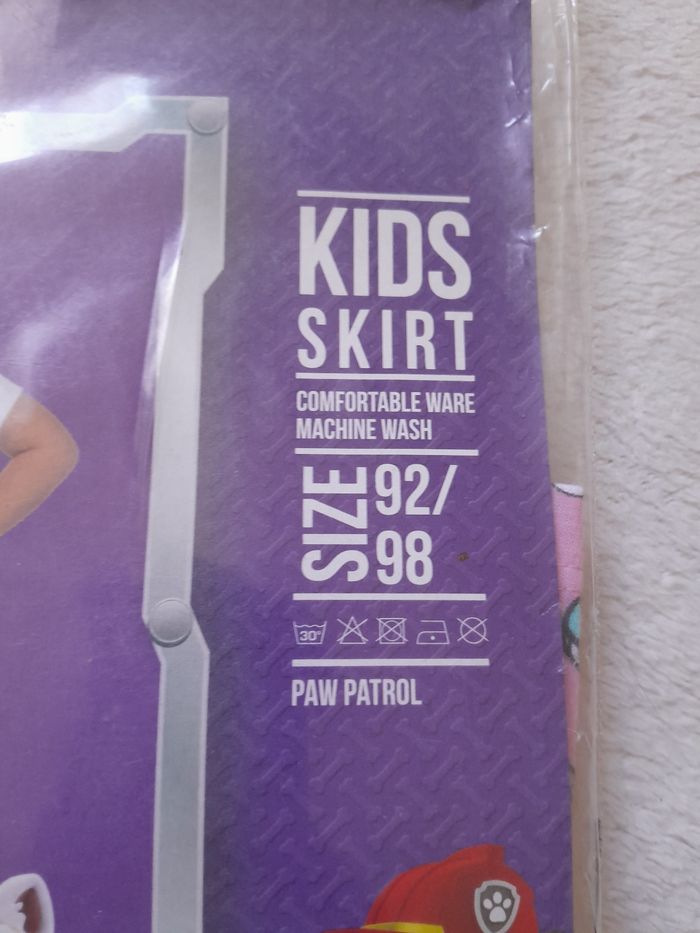 KIDS
SKIRT
COMFORTABLE WARE
MACHINE WASH
SIZE 92/
98
30°
PAW PATROL